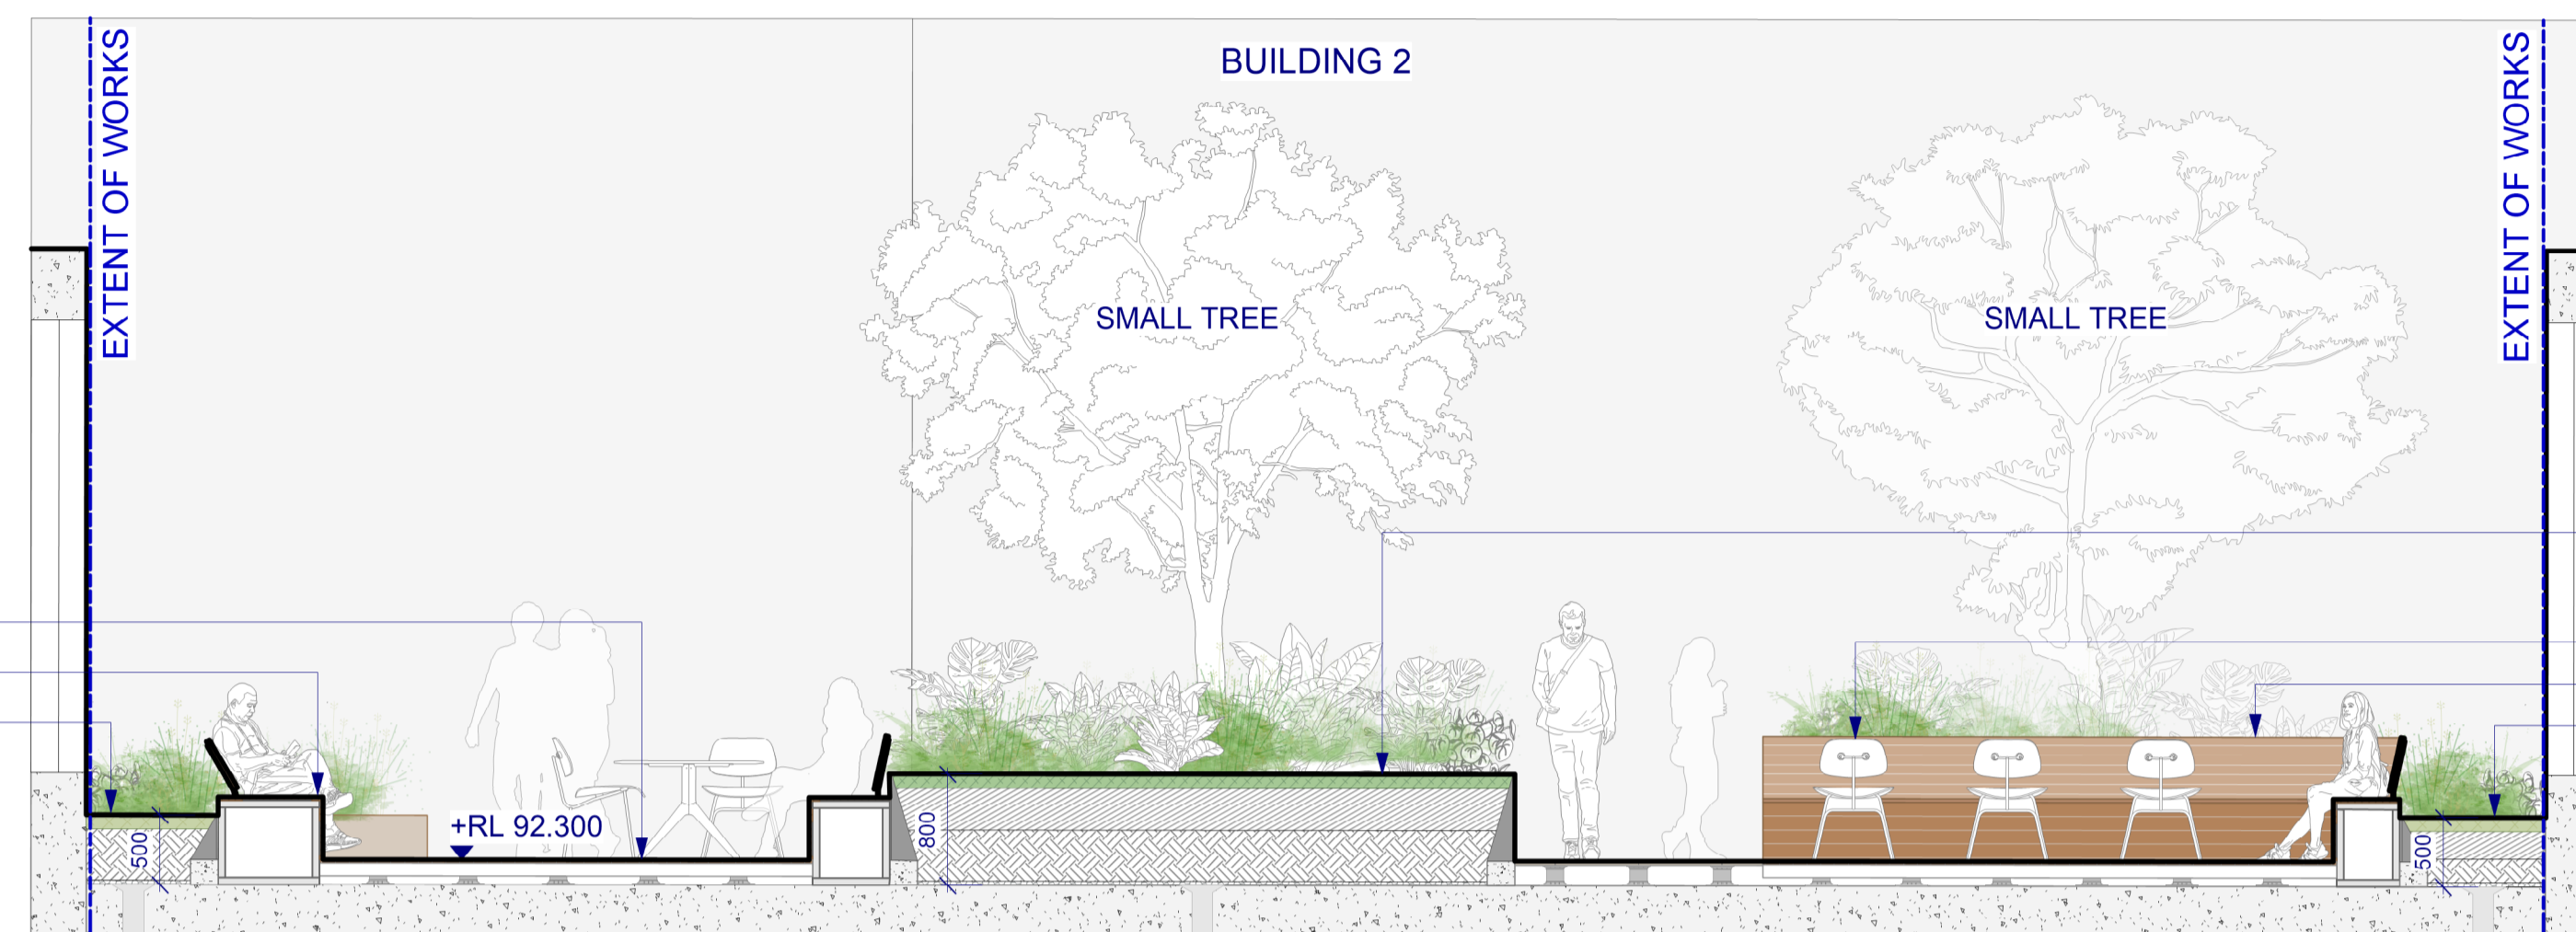 BUILDING 2
EXTENT OF WORKS
EXTENT OF WORKS
SMALL TREE
SMALL TREE
+RL 92.300
500
800
500